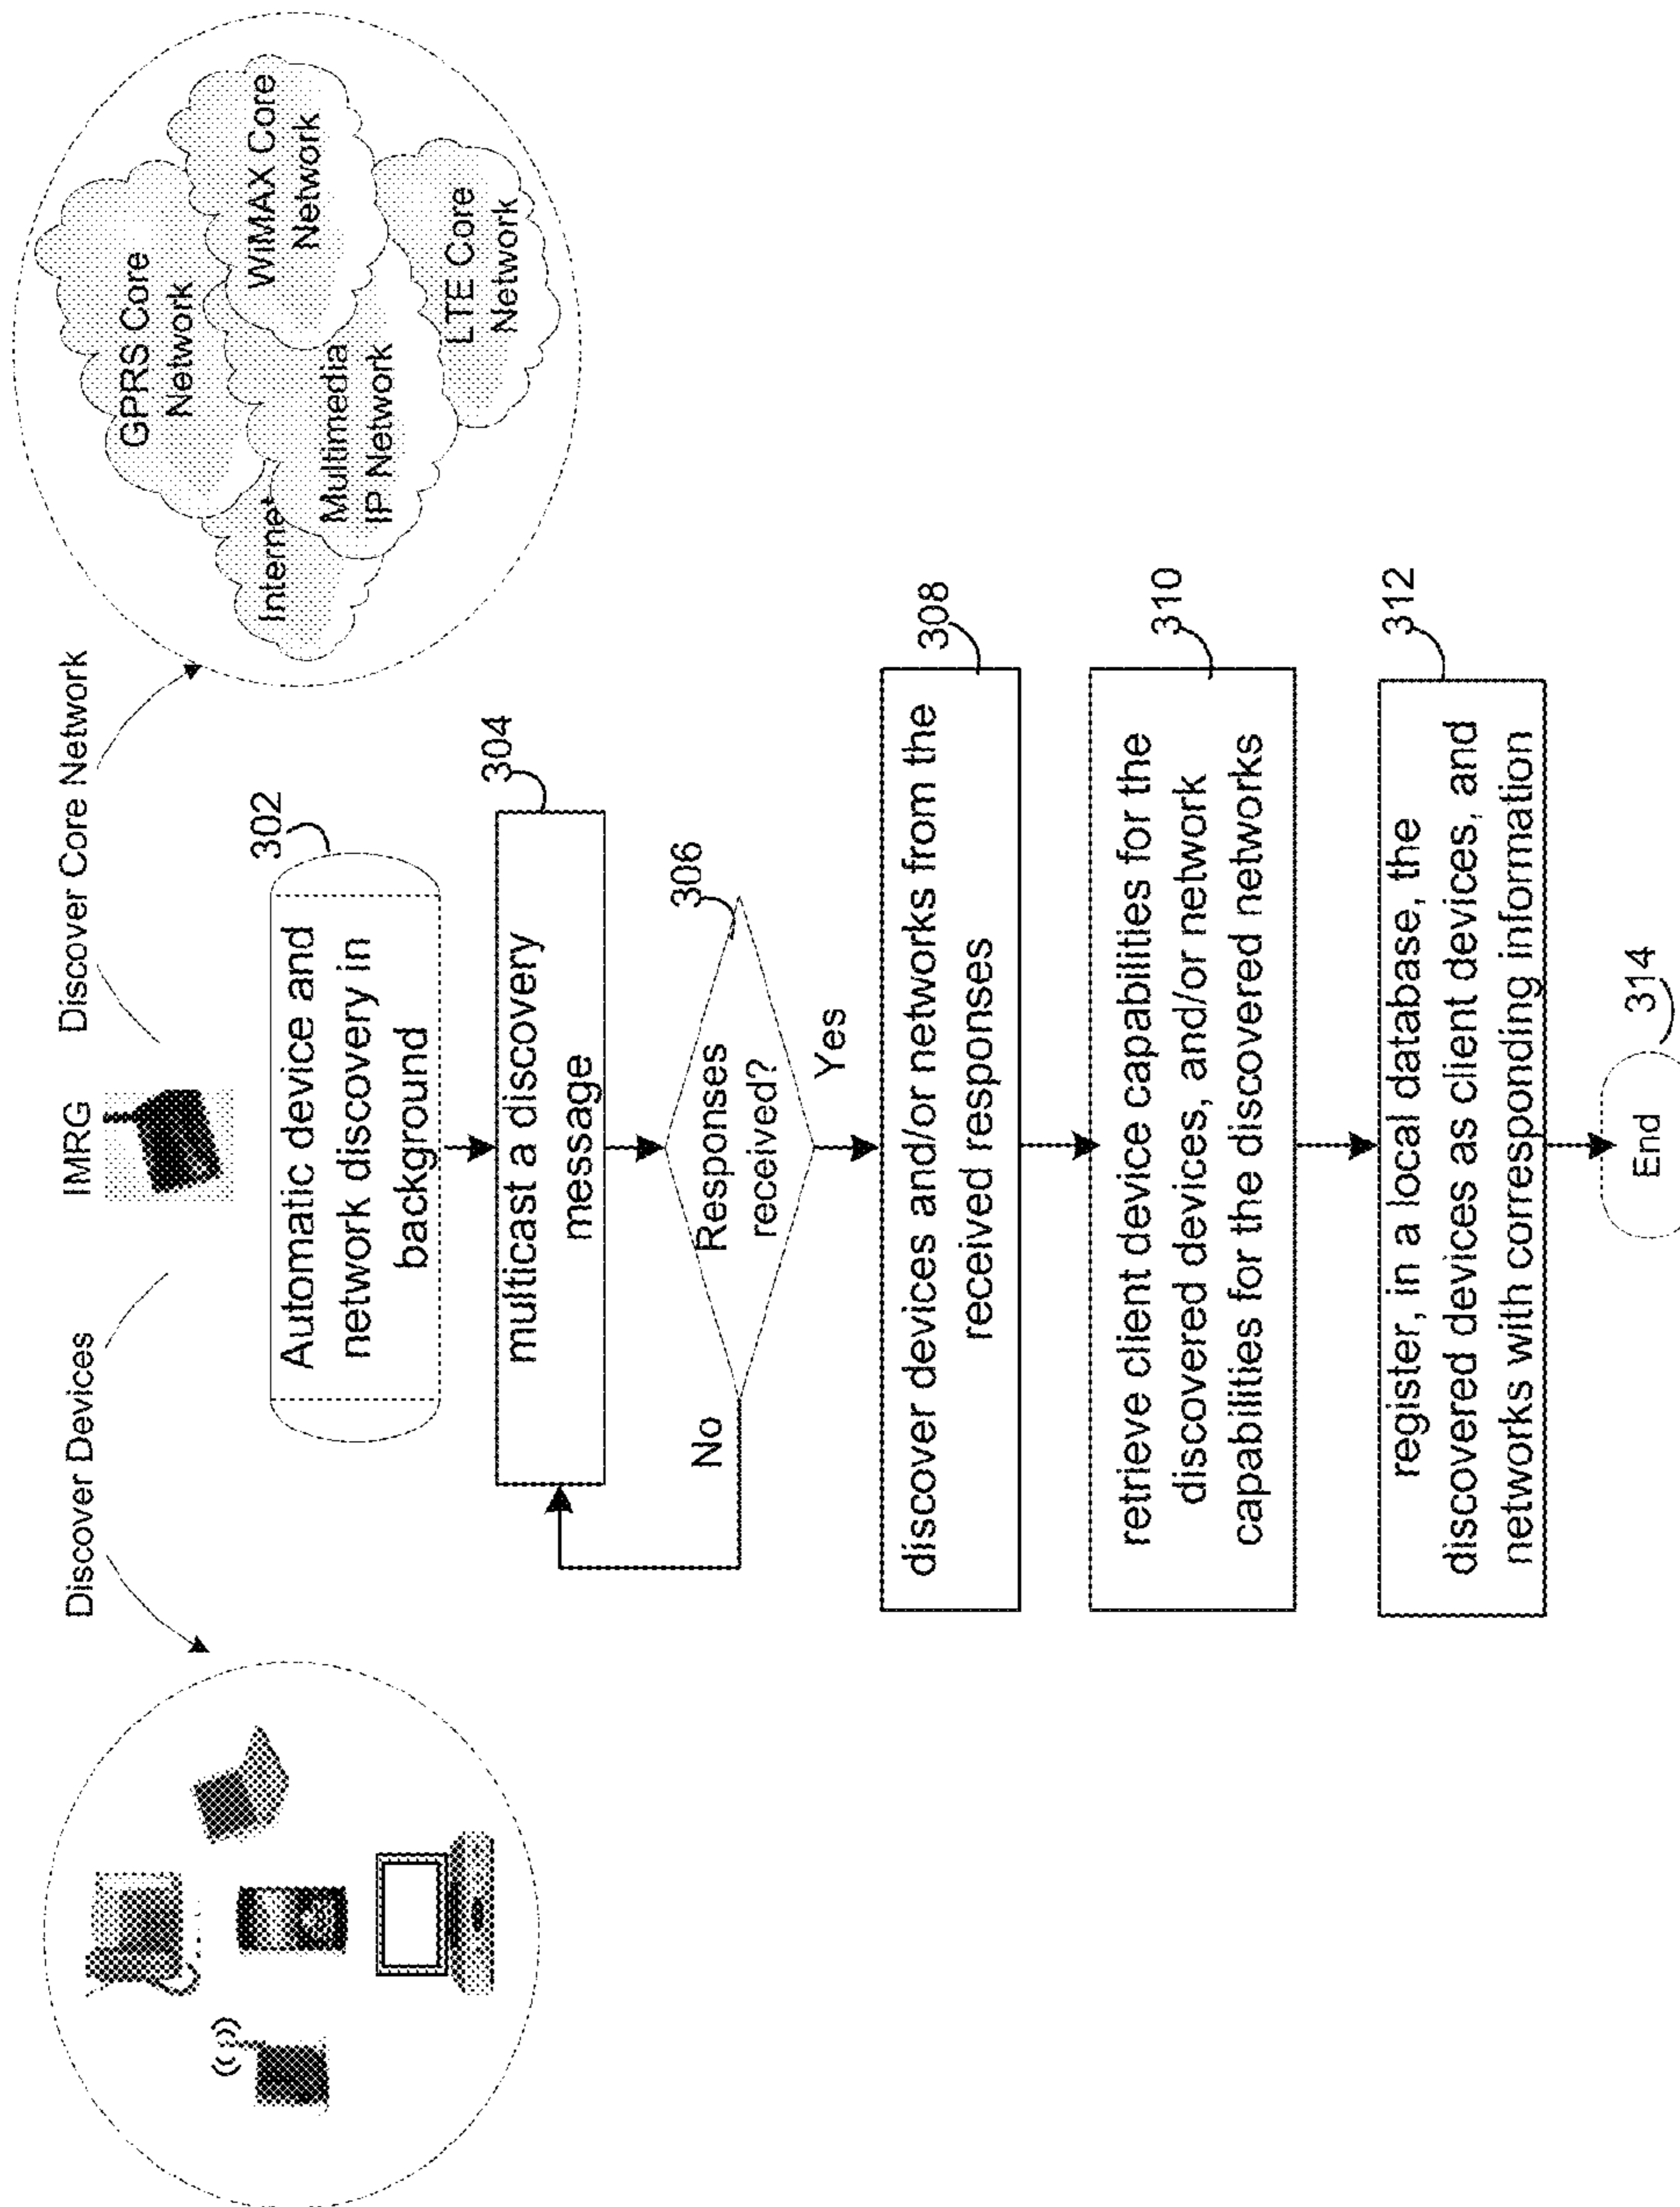 Discover Devices
IMRG
Discover Core Network
GPRS Core
Network
WiMAX Core
Network
Internet
Multimedia
IP Network
LTE Core
Network
302
Automatic device and
network discovery in
background
304
multicast a discovery
message
306
Responses
received?
No
Yes
308
discover devices and/or networks from the
received responses
310
retrieve client device capabilities for the
discovered devices, and/or network
capabilities for the discovered networks
312
register, in a local database, the
discovered devices as client devices, and
networks with corresponding information
314
End